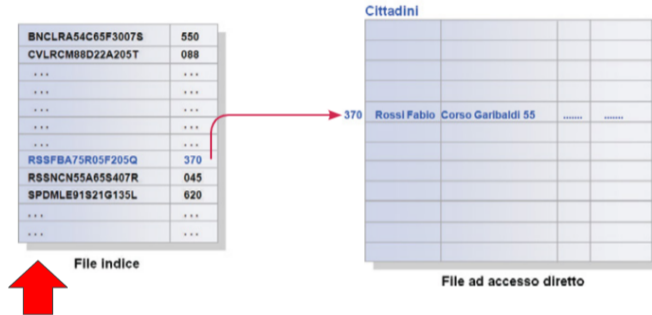 Cittadini
BNCLRA54C65F3007S 550
CVLRCM88D22A205T 088
... ...
... ...
... ...
... ...
... ...
RSSFBA75R05F205Q 370
RSSNCN55A65S407R 045
SPDMLE91S21G135L 620
... ...
... ...
370 Rossi Fabio Corso Garibaldi 55 ....... .......
File indice
File ad accesso diretto